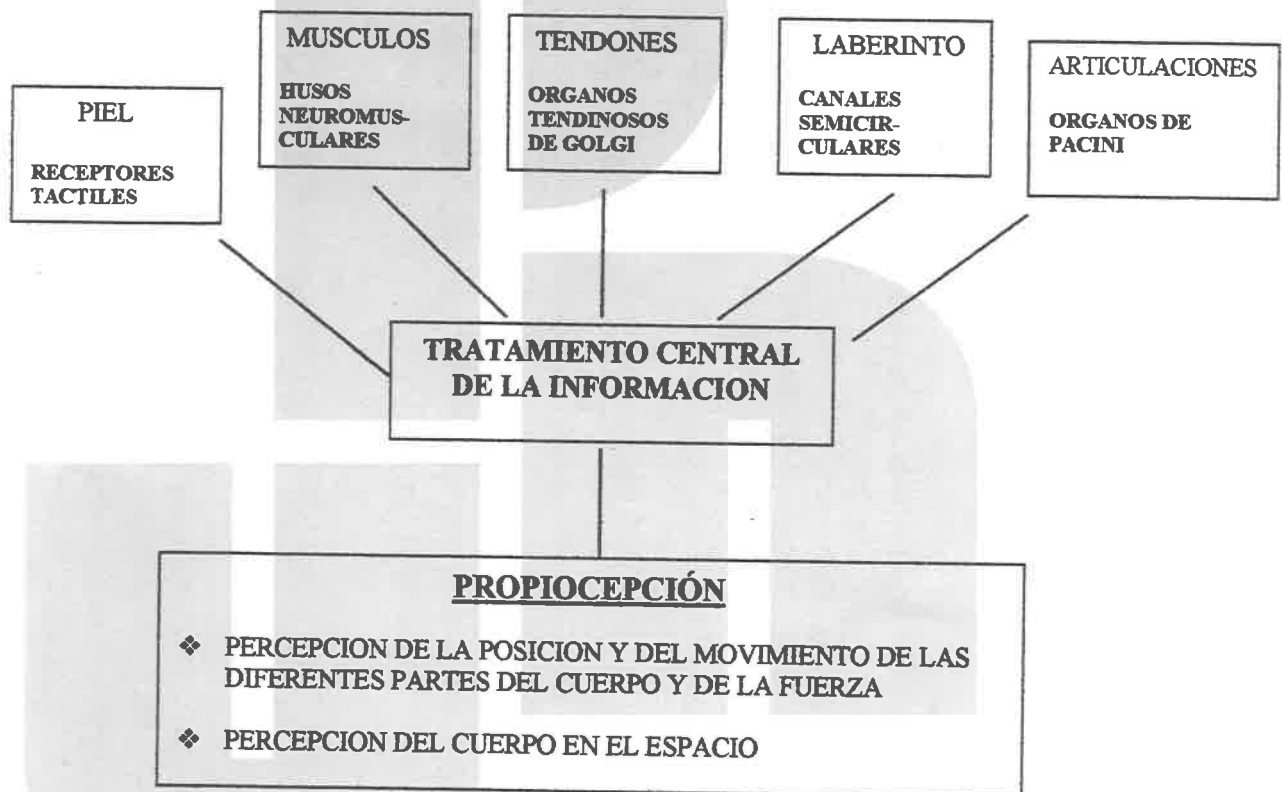 PIEL
RECEPTORES
TACTILES
MUSCULOS
HUSOS
NEUROMUS-
CULARES
TENDONES
ORGANOS
TENDINOSOS
DE GOLGI
LABERINTO
CANALES
SEMICIR-
CULARES
ARTICULACIONES
ORGANOS DE
PACINI
TRATAMIENTO CENTRAL
DE LA INFORMACION
PROPIOCEPCIÓN
❖ PERCEPCION DE LA POSICION Y DEL MOVIMIENTO DE LAS
DIFERENTES PARTES DEL CUERPO Y DE LA FUERZA
❖ PERCEPCION DEL CUERPO EN EL ESPACIO